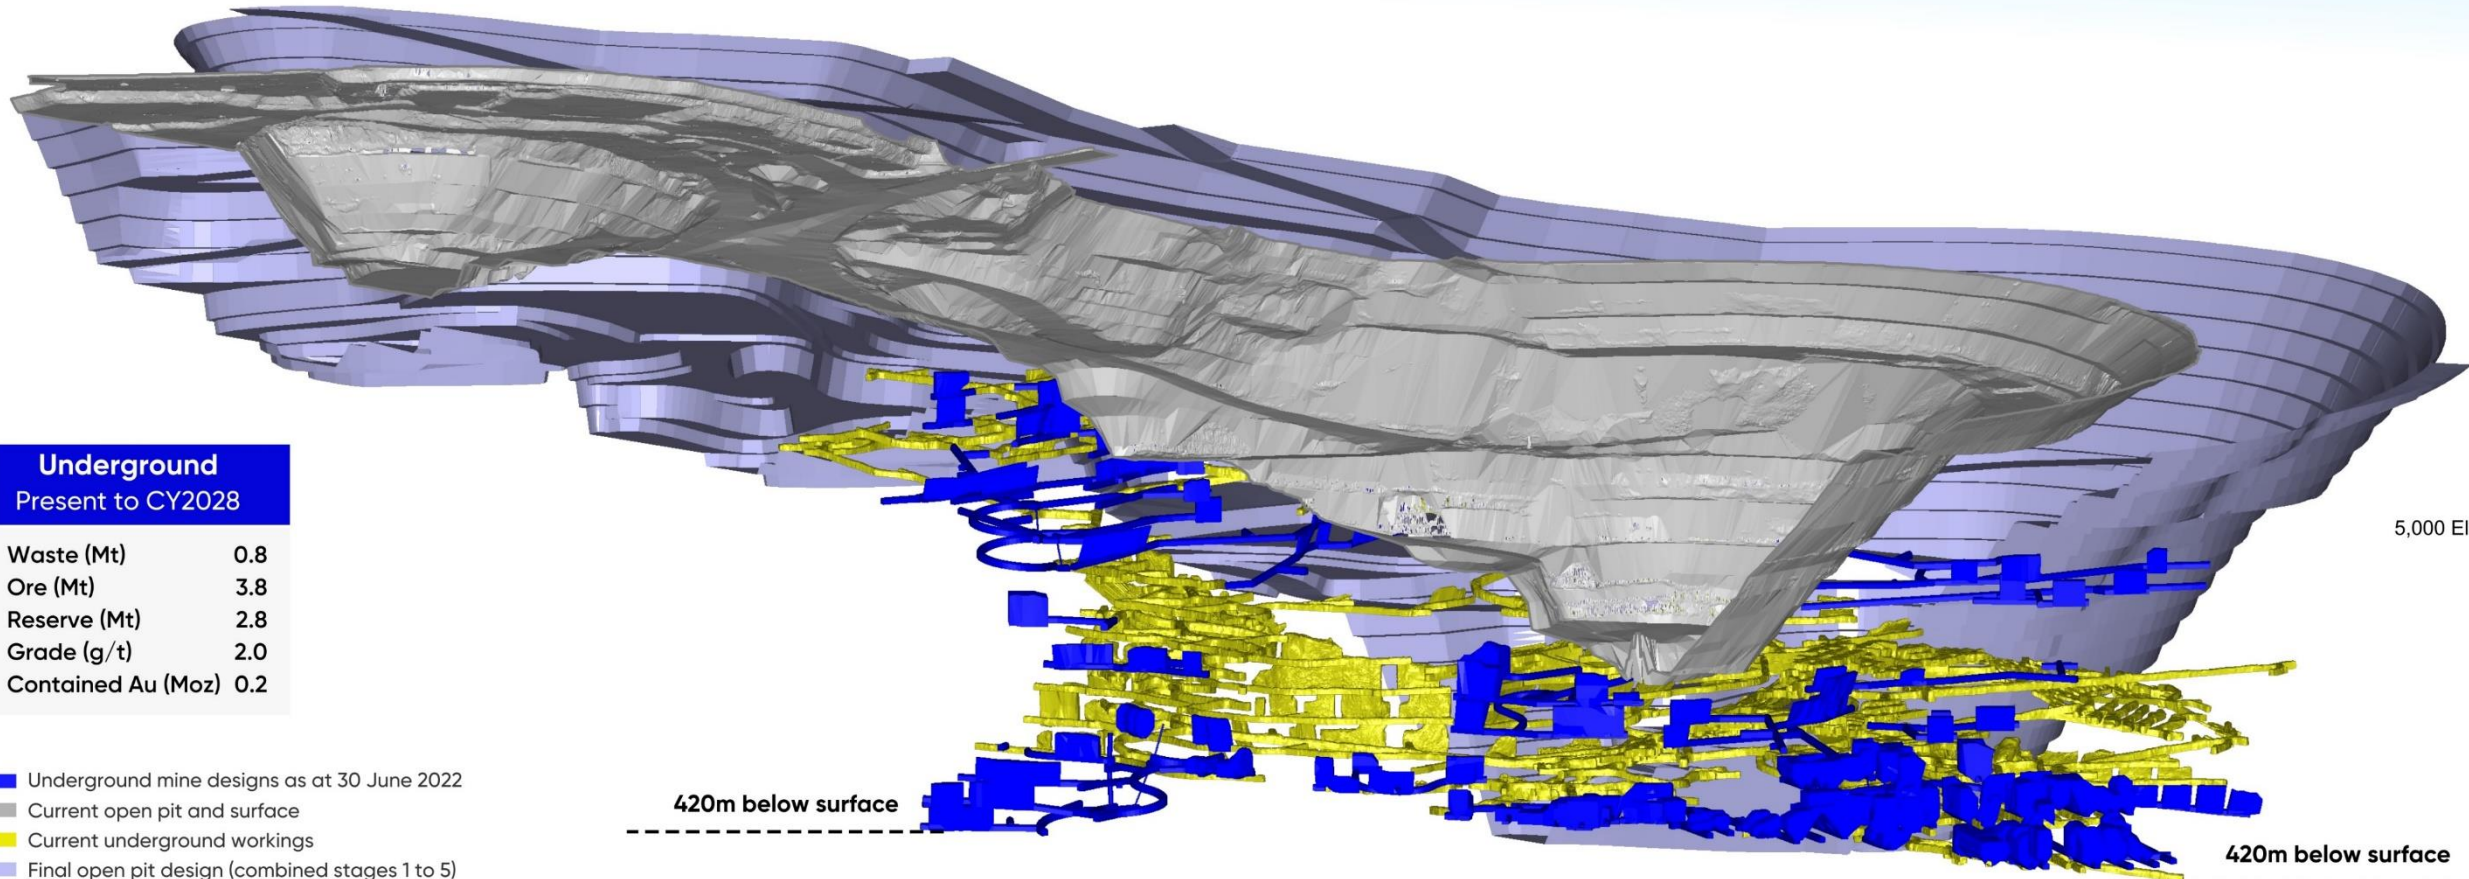 Underground
Present to CY2028
Waste (Mt) 0.8
Ore (Mt) 3.8
Reserve (Mt) 2.8
Grade (g/t) 2.0
Contained Au (Moz) 0.2
Underground mine designs as at 30 June 2022
Current open pit and surface
Current underground workings
Final open pit design (combined stages 1 to 5)
420m below surface
5,000 El
420m below surface